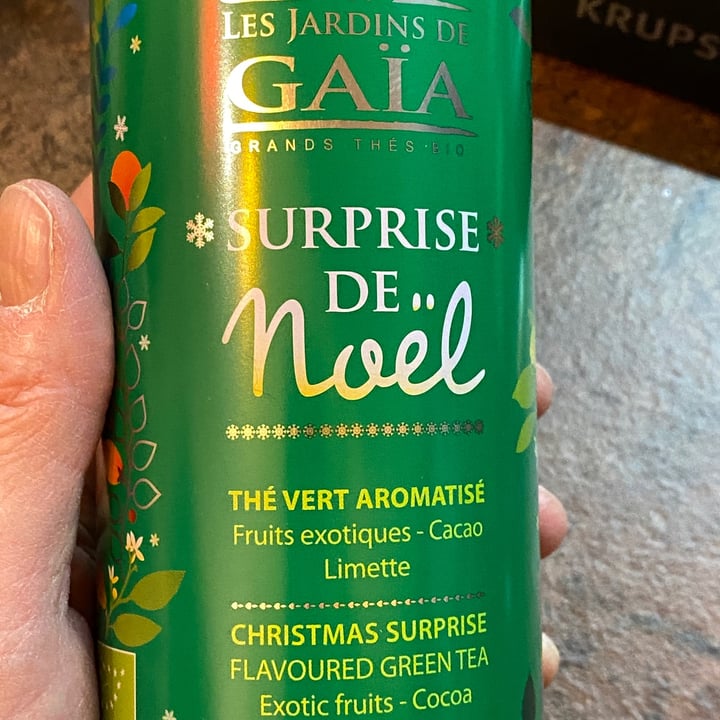 LES JARDINS DE
GAÏA
GRANDS THÉS BIO
KRUPS
SURPRISE
DE
Noël
THÉ VERT AROMATISÉ
Fruits exotiques - Cacao
Limette
CHRISTMAS SURPRISE
FLAVOURED GREEN TEA
Exotic fruits - Cocoa